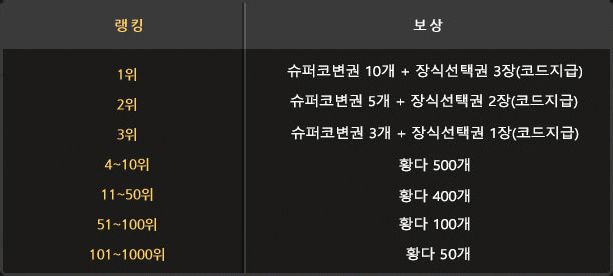 랭킹 보상
1위 슈퍼코변권 10개 + 장식선택권 3장(코드지급)
2위 슈퍼코변권 5개 + 장식선택권 2장(코드지급)
3위 슈퍼코변권 3개 + 장식선택권 1장(코드지급)
4~10위 황다 500개
11~50위 황다 400개
51~100위 황다 100개
101~1000위 황다 50개